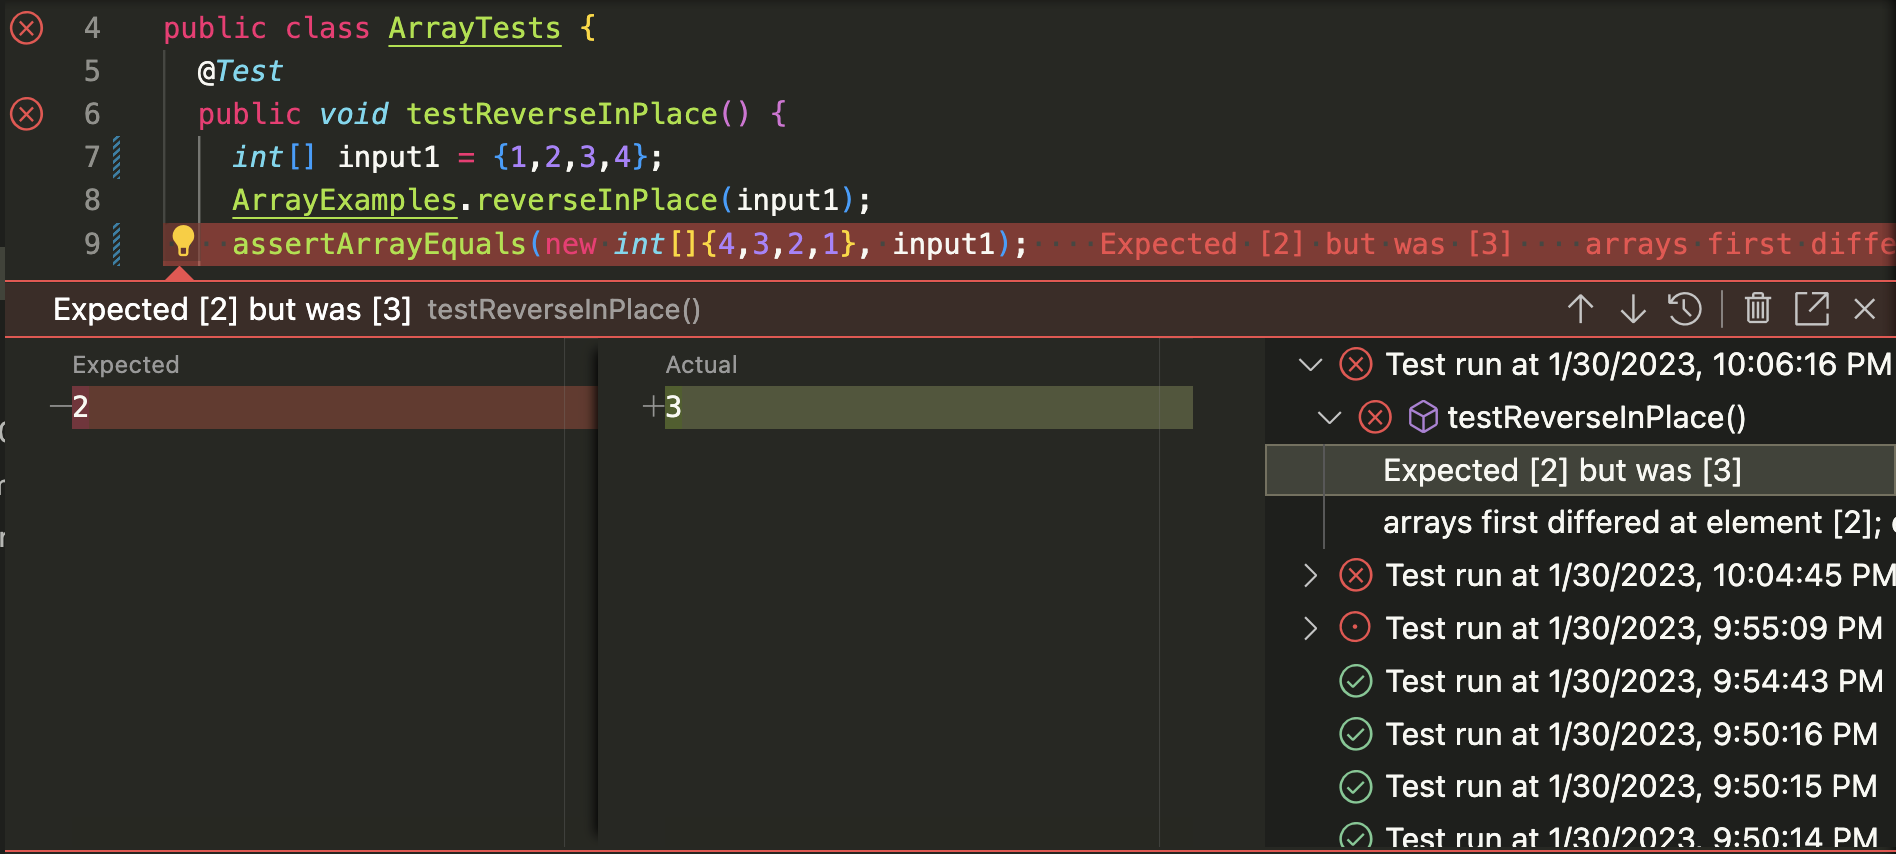 4 public class ArrayTests {
5 @Test
6 public void testReverseInPlace() {
7 int[] input1 = {1,2,3,4};
8 ArrayExamples.reverseInPlace(input1);
9 assertArrayEquals(new int[]{4,3,2,1}, input1); Expected [2] but was [3] arrays first diffe
Expected [2] but was [3] testReverseInPlace()
Expected
2
Actual
3
Test run at 1/30/2023, 10:06:16 PM
testReverseInPlace()
Expected [2] but was [3]
arrays first differed at element [2];
Test run at 1/30/2023, 10:04:45 PM
Test run at 1/30/2023, 9:55:09 PM
Test run at 1/30/2023, 9:54:43 PM
Test run at 1/30/2023, 9:50:16 PM
Test run at 1/30/2023, 9:50:15 PM
Test run at 1/30/2023, 9:50:14 PM